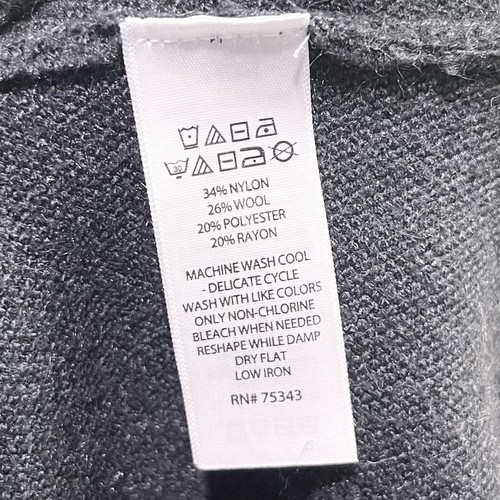 30
34% NYLON
26% WOOL
20% POLYESTER
20% RAYON
MACHINE WASH COOL
- DELICATE CYCLE
WASH WITH LIKE COLORS
ONLY NON-CHLORINE
BLEACH WHEN NEEDED
RESHAPE WHILE DAMP
DRY FLAT
LOW IRON
RN# 75343